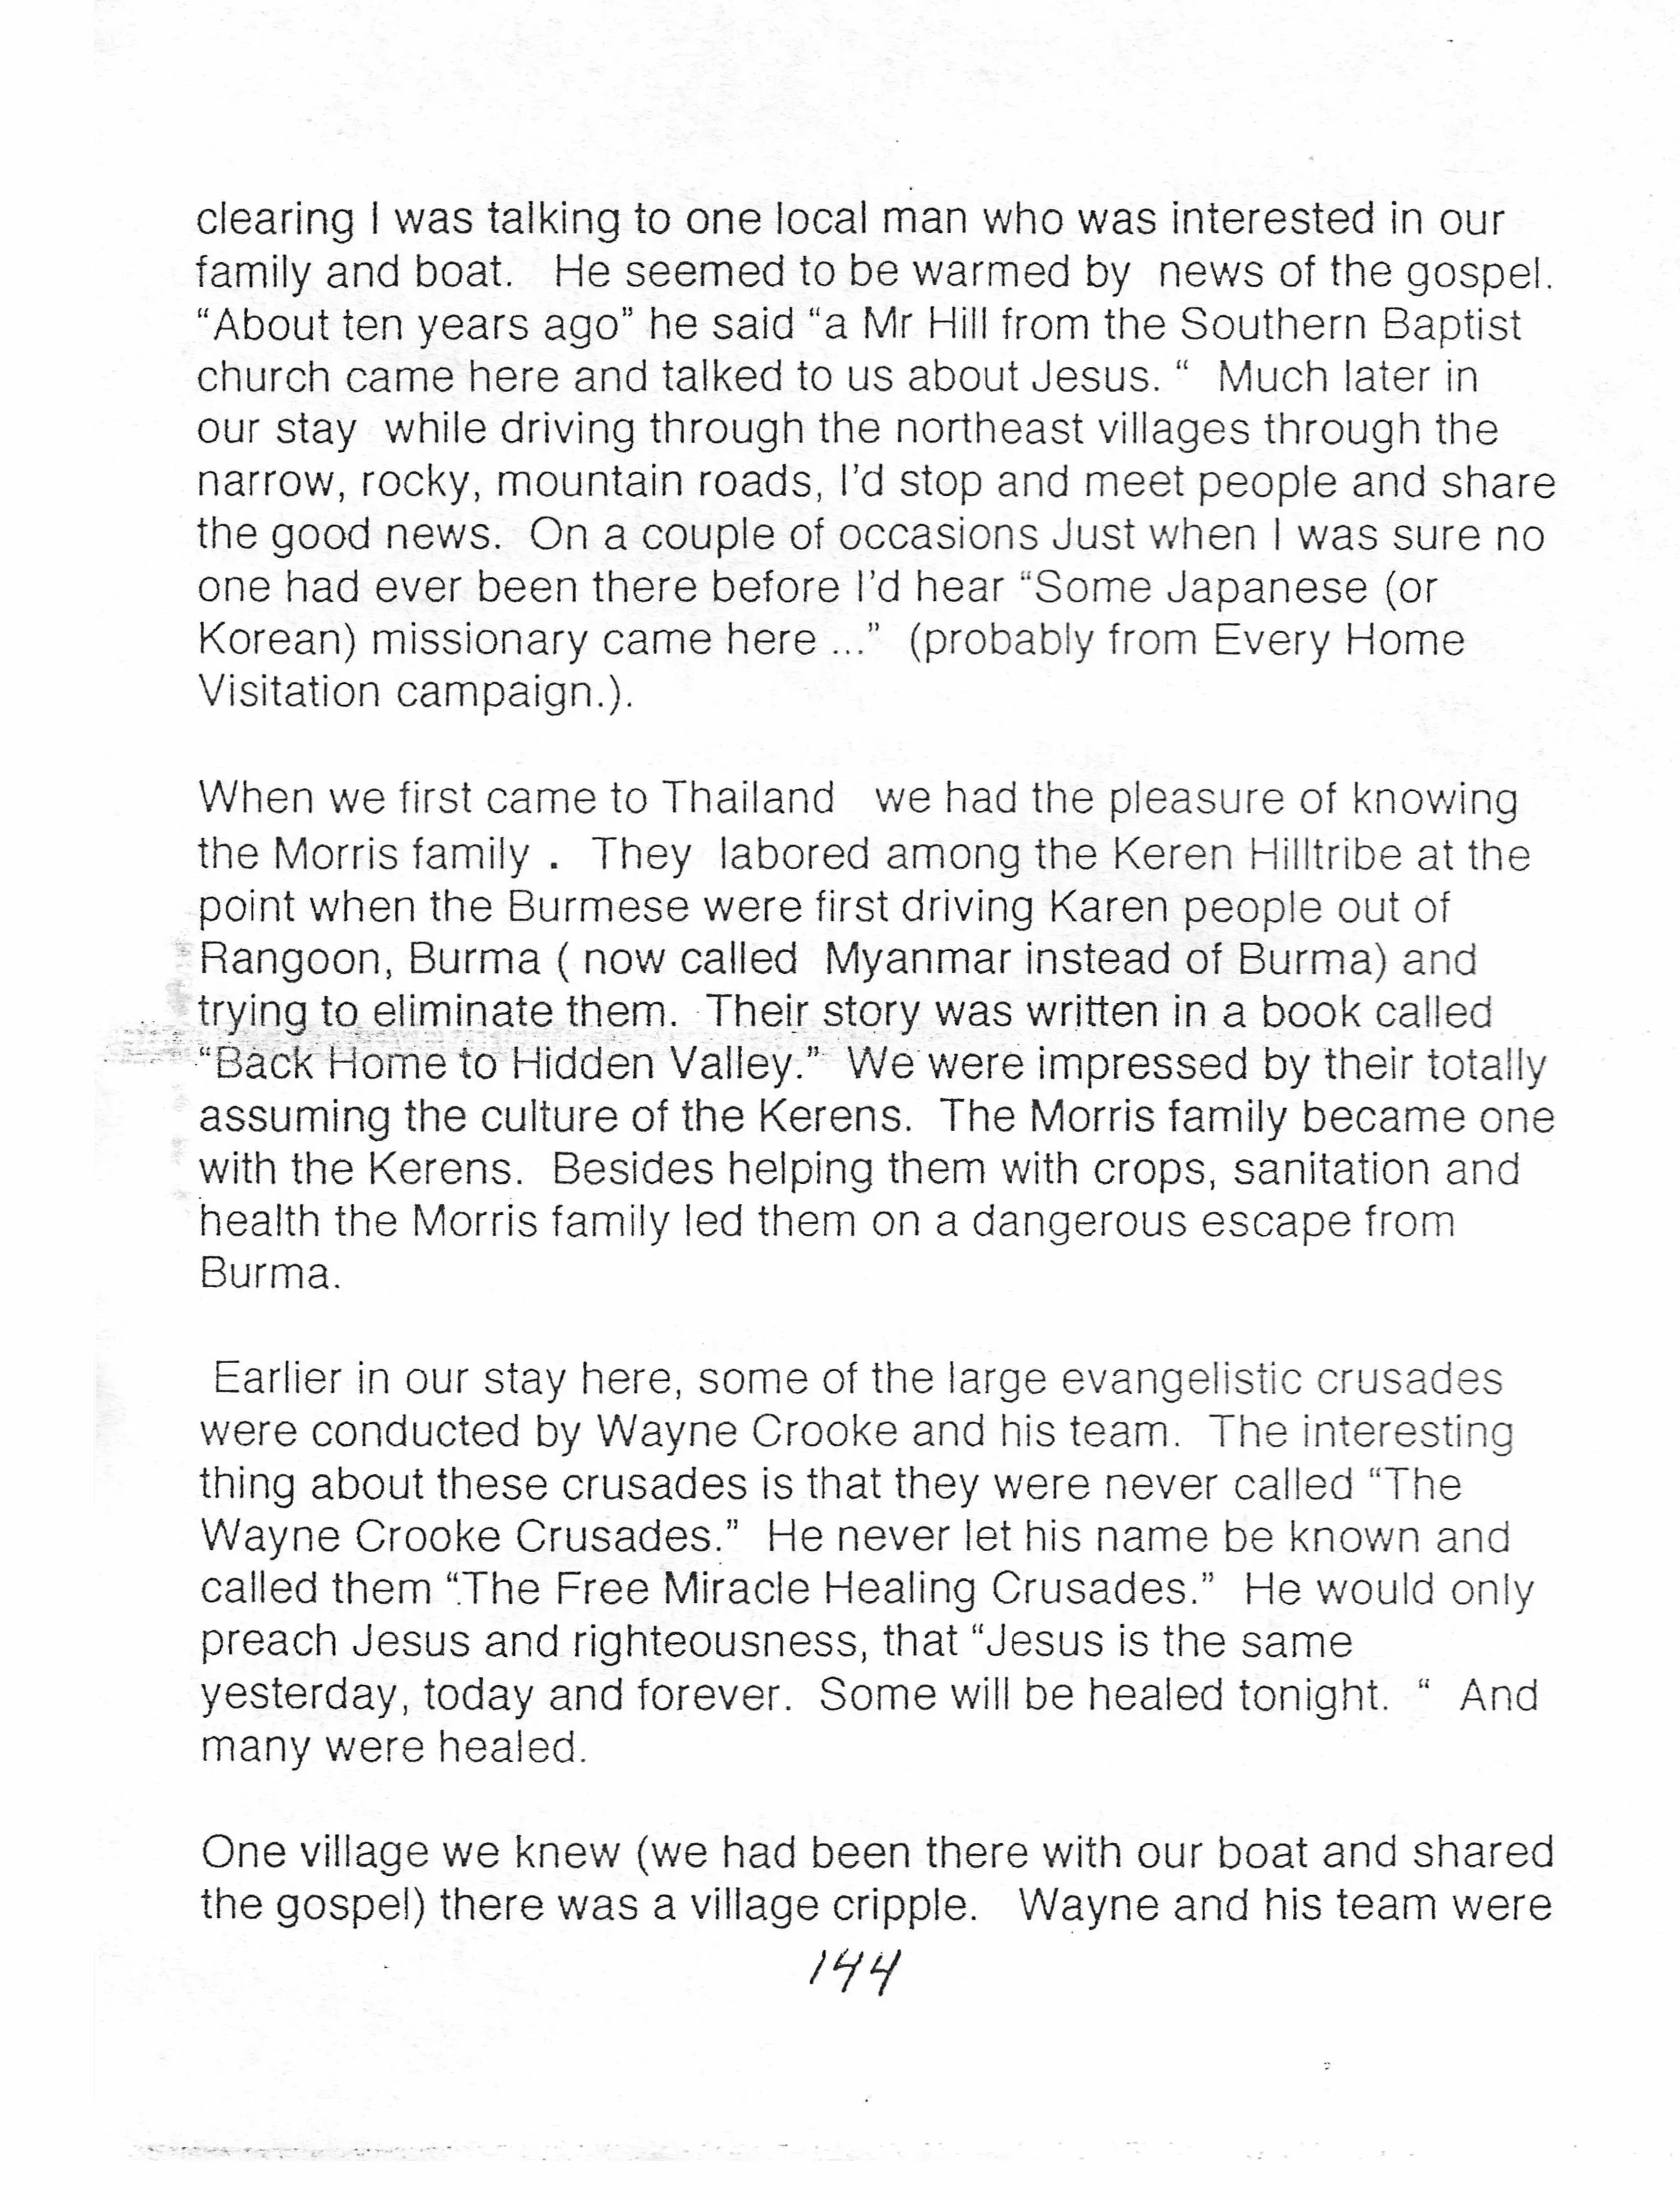 clearing I was talking to one local man who was interested in our
family and boat.   He seemed to be warmed by  news of the gospel.
“About ten years ago” he said “a Mr Hill from the Southern Baptist
church came here and talked to us about Jesus. “  Much later in
our stay  while driving through the northeast villages through the
narrow, rocky, mountain roads, I’d stop and meet people and share
the good news.  On a couple of occasions Just when I was sure no
one had ever been there before I’d hear “Some Japanese (or
Korean) missionary came here ...”  (probably from Every Home
Visitation campaign.).

When we first came to Thailand   we had the pleasure of knowing
the Morris family .  They  labored among the Keren Hilltribe at the
point when the Burmese were first driving Karen people out of
Rangoon, Burma ( now called  Myanmar instead of Burma) and
trying to eliminate them.  Their story was written in a book called
“Back Home to Hidden Valley.”  We were impressed by their totally
assuming the culture of the Kerens.  The Morris family became one
with the Kerens.  Besides helping them with crops, sanitation and
health the Morris family led them on a dangerous escape from
Burma.

Earlier in our stay here, some of the large evangelistic crusades
were conducted by Wayne Crooke and his team.  The interesting
thing about these crusades is that they were never called “The
Wayne Crooke Crusades.”  He never let his name be known and
called them “The Free Miracle Healing Crusades.”  He would only
preach Jesus and righteousness, that “Jesus is the same
yesterday, today and forever.  Some will be healed tonight.  “  And
many were healed.

One village we knew (we had been there with our boat and shared
the gospel) there was a village cripple.   Wayne and his team were
144